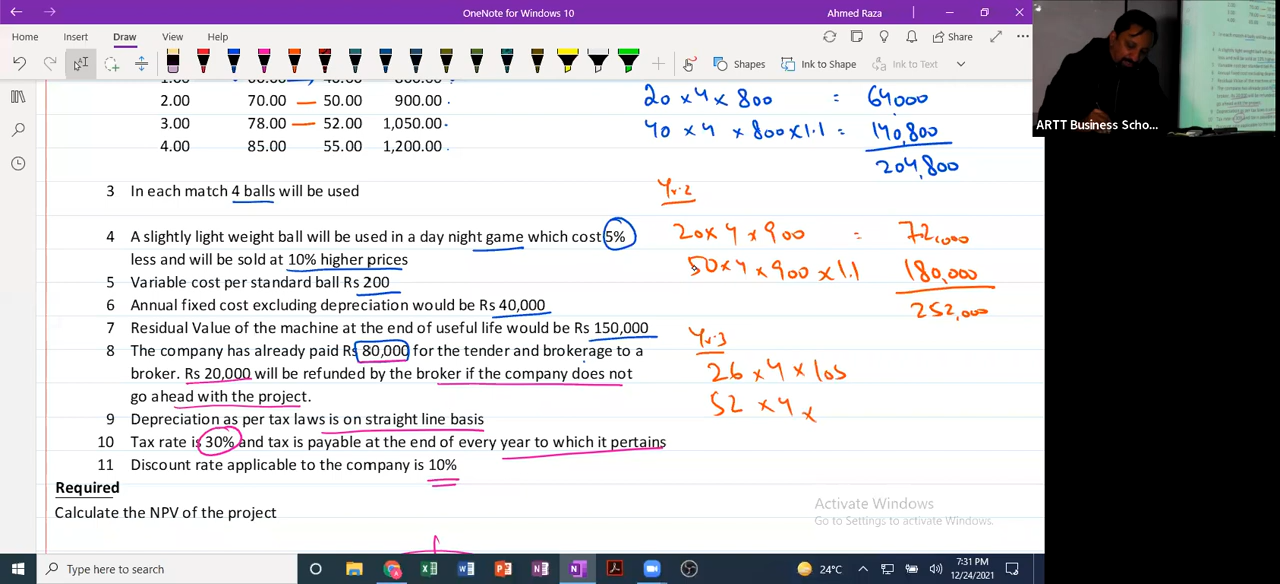 OneNote for Windows 10
Ahmed Raza
Home Insert Draw View Help
Share
Shapes Ink to Shape Ink to Text
2.00 70.00 50.00 900.00
3.00 78.00 52.00 1,050.00
4.00 85.00 55.00 1,200.00
3 In each match 4 balls will be used
4 A slightly light weight ball will be used in a day night game which cost 5%
less and will be sold at 10% higher prices
5 Variable cost per standard ball Rs 200
6 Annual fixed cost excluding depreciation would be Rs 40,000
7 Residual Value of the machine at the end of useful life would be Rs 150,000
8 The company has already paid Rs 80,000 for the tender and brokerage to a
broker. Rs 20,000 will be refunded by the broker if the company does not
go ahead with the project.
9 Depreciation as per tax laws is on straight line basis
10 Tax rate is 30% and tax is payable at the end of every year to which it pertains
11 Discount rate applicable to the company is 10%
Required
Calculate the NPV of the project
20 x 4 x 800 = 64,000
40 x 4 x 800 x 1.1 = 140,800
204,800
Yr.2
20 x 4 x 900 = 72,000
50 x 4 x 900 x 1.1 180,000
252,000
Yr.3
26 x 4 x 105
52 x 4 x
Activate Windows
Go to Settings to activate Windows.
ARTT Business Scho...
Type here to search
24°C
7:31 PM
12/24/2021